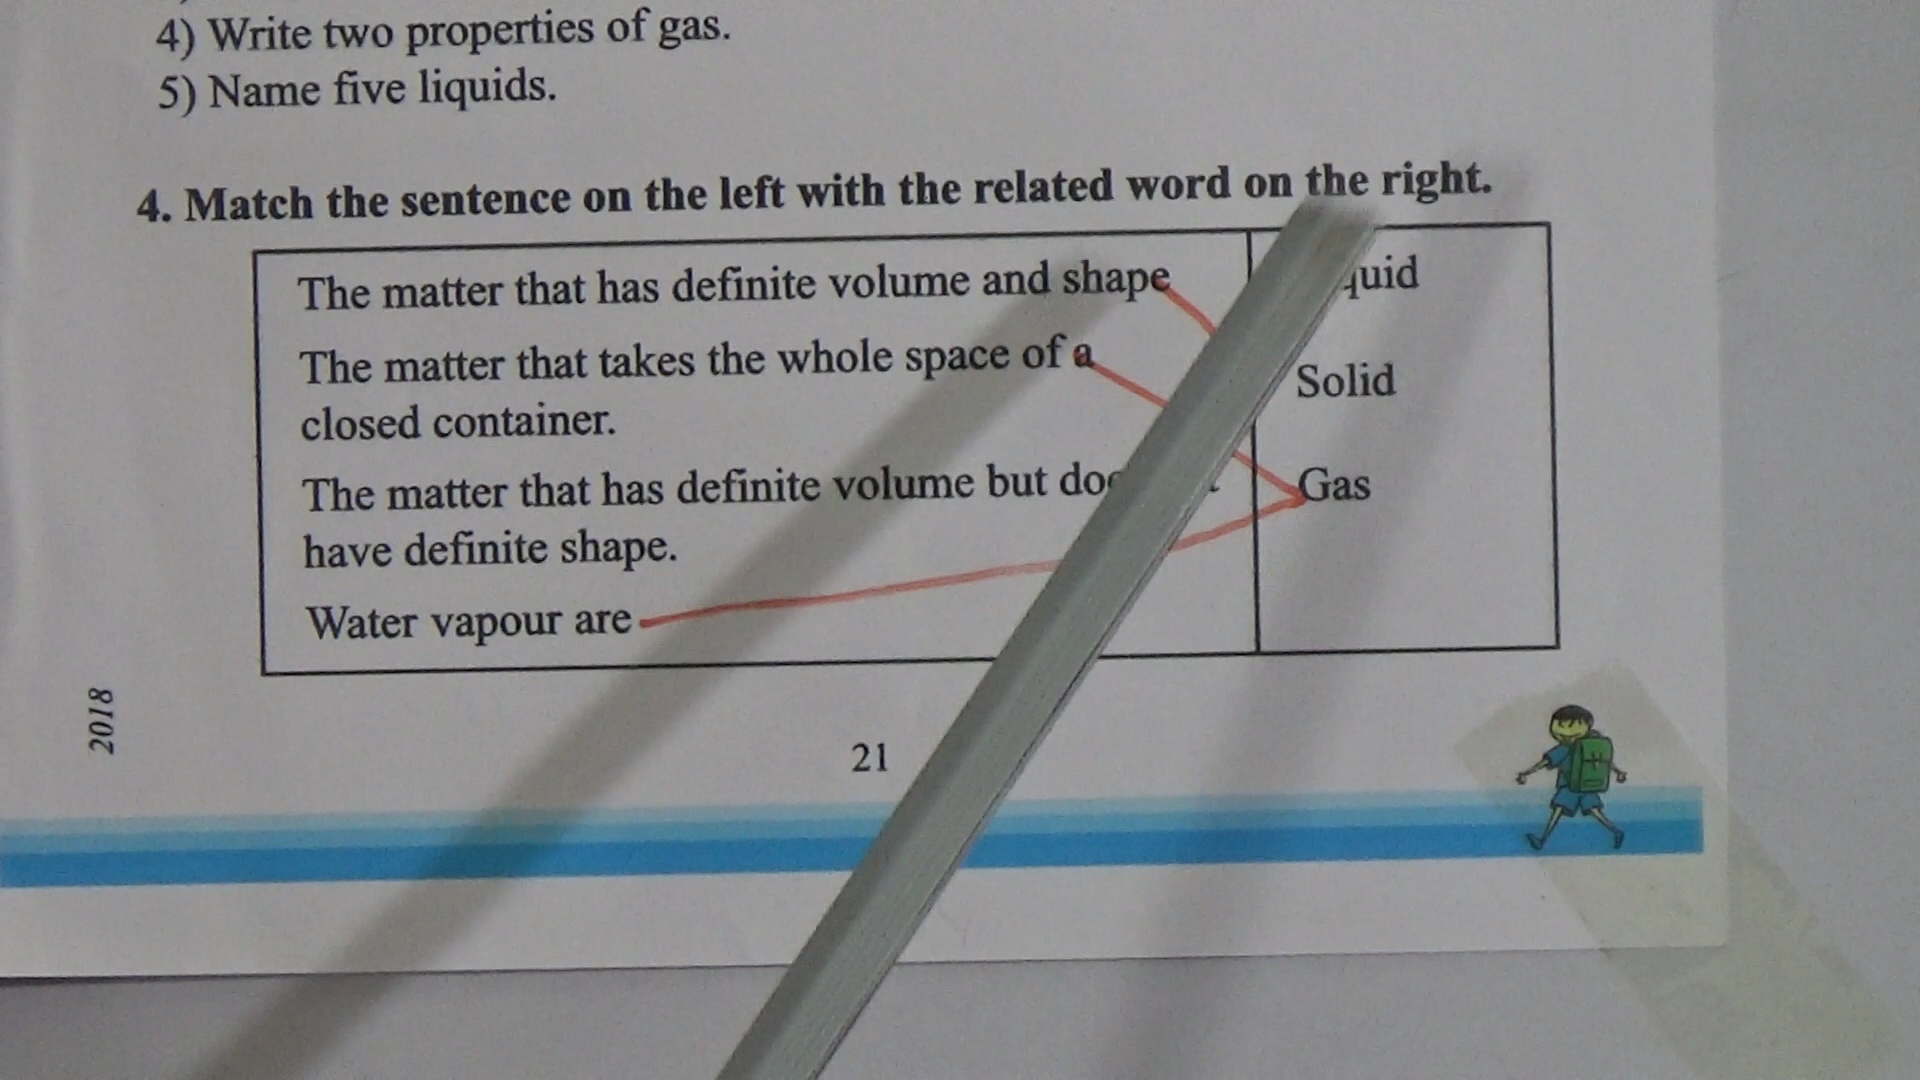 4) Write two properties of gas.
5) Name five liquids.
4. Match the sentence on the left with the related word on the right.
The matter that has definite volume and shape
The matter that takes the whole space of a
closed container.
The matter that has definite volume but
have definite shape.
Water vapour are
Solid
Gas
2018
21